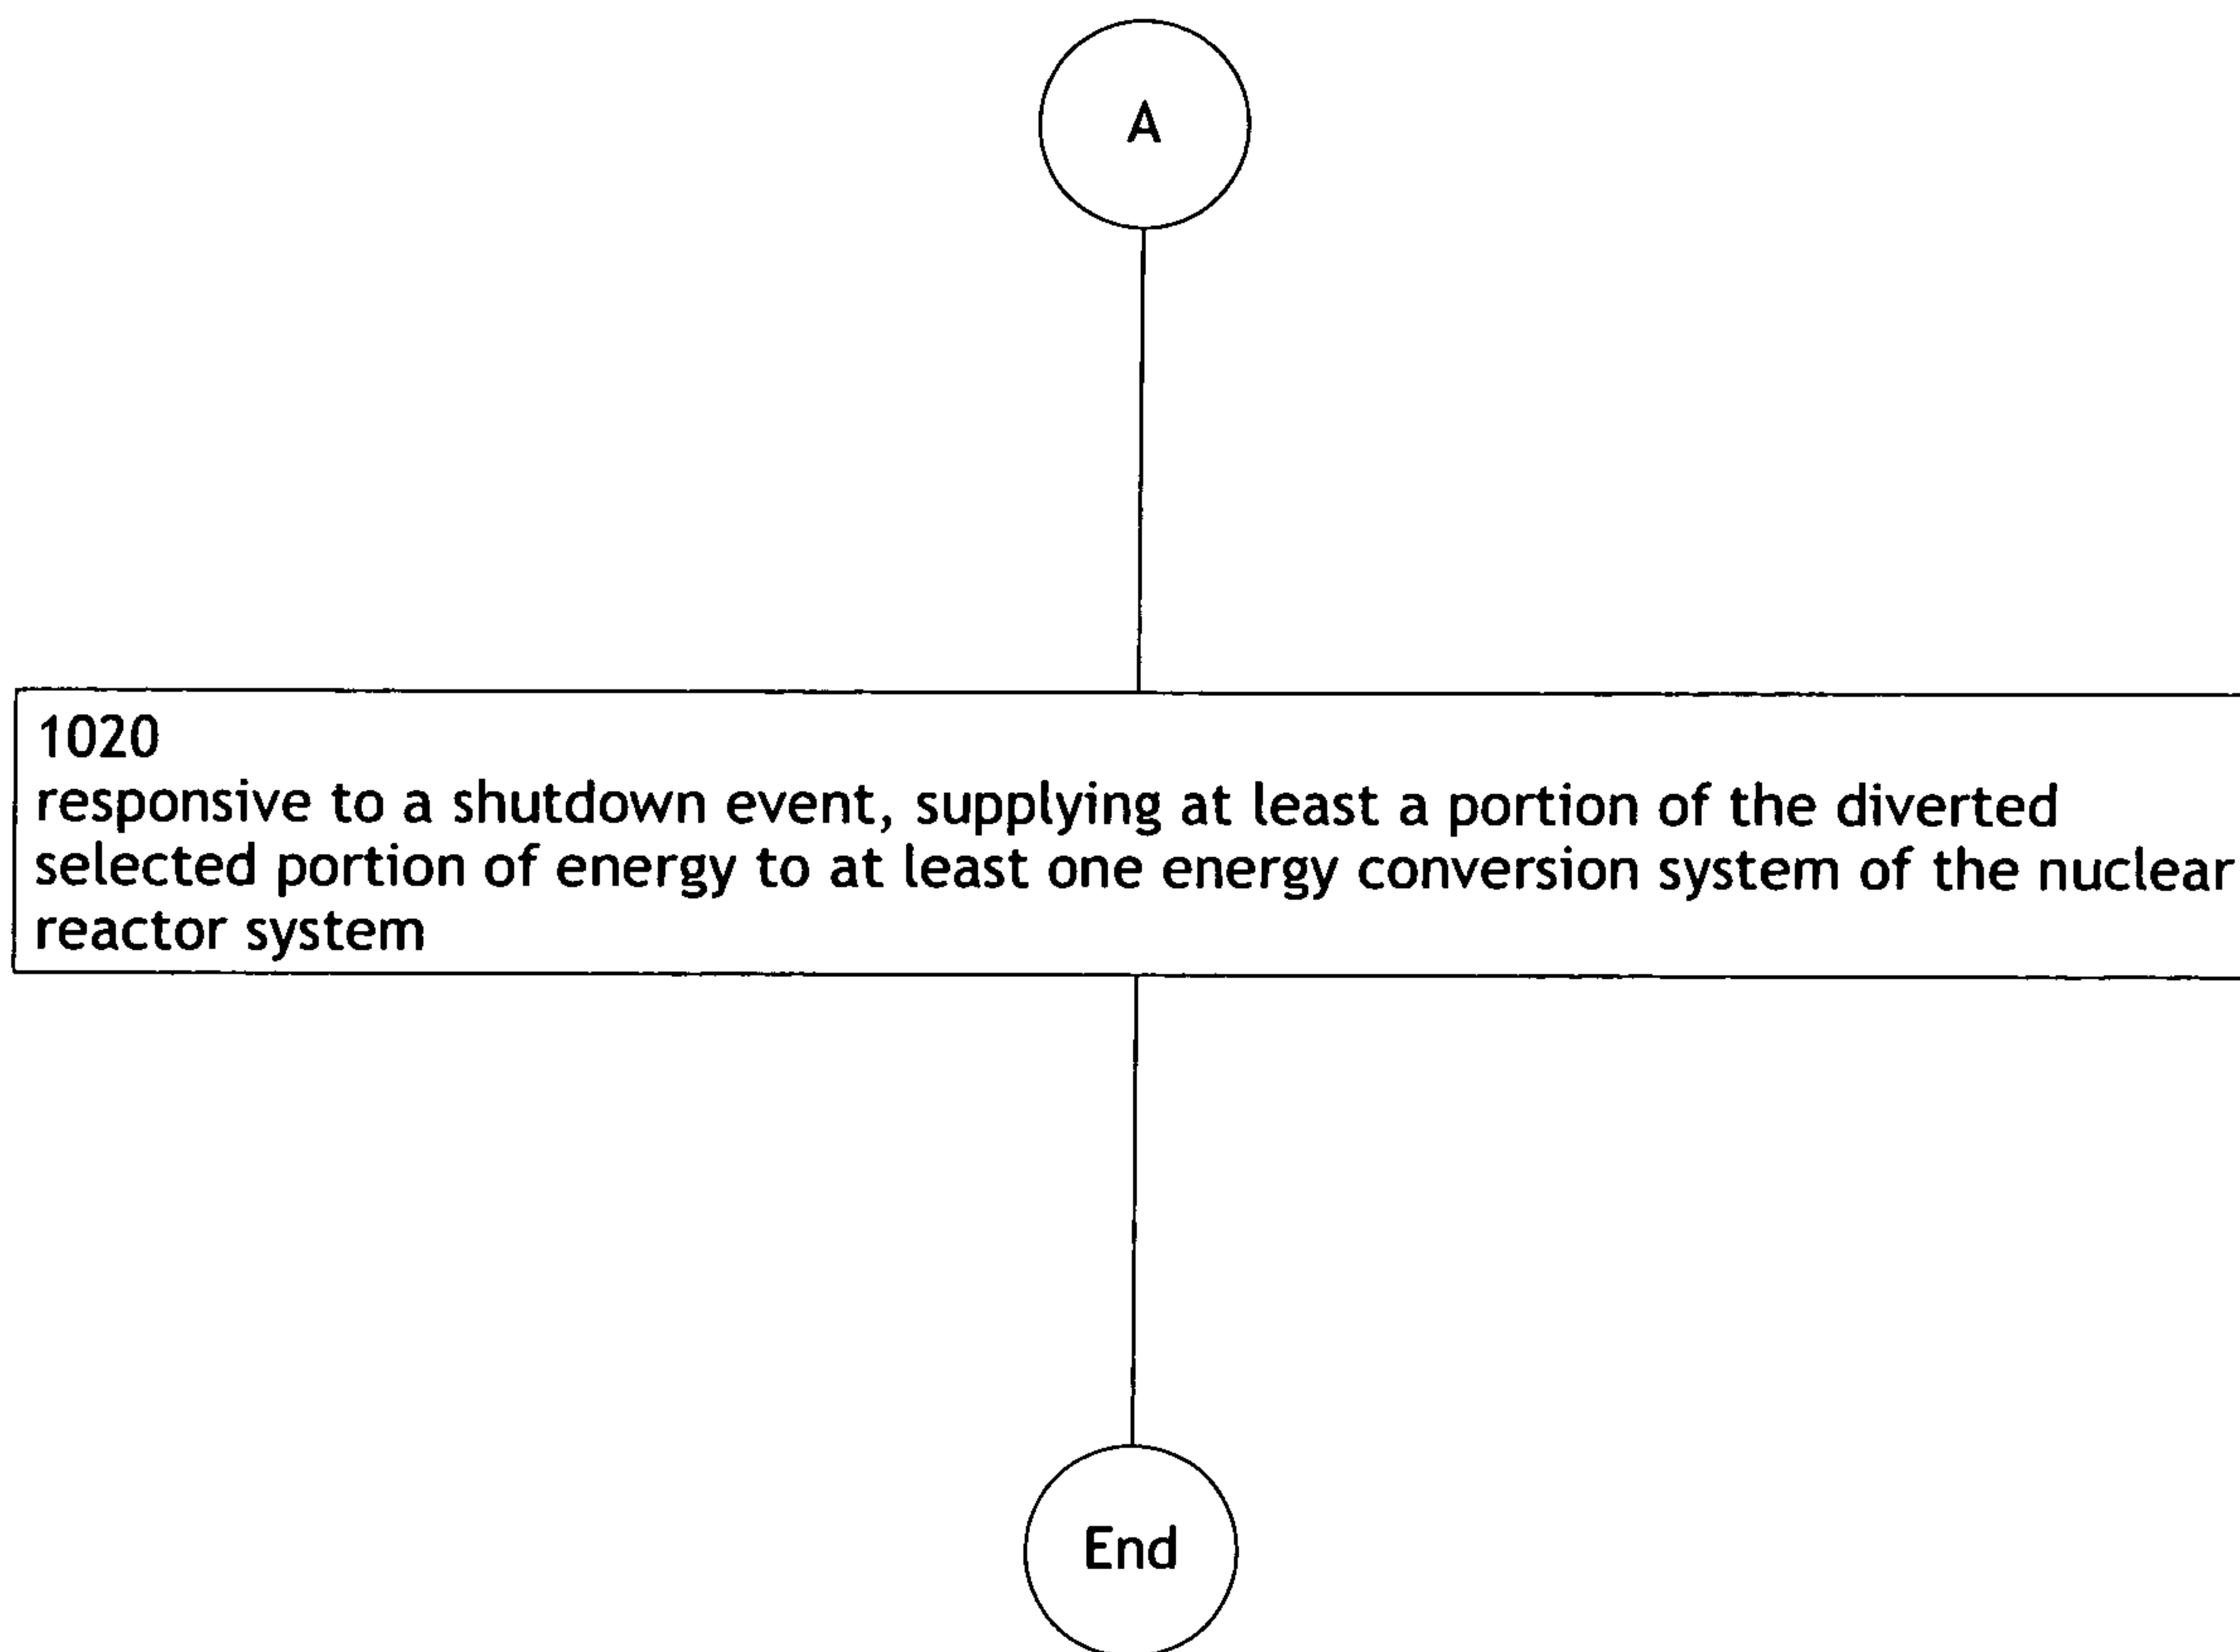 A
1020
responsive to a shutdown event, supplying at least a portion of the diverted
selected portion of energy to at least one energy conversion system of the nuclear
reactor system
End